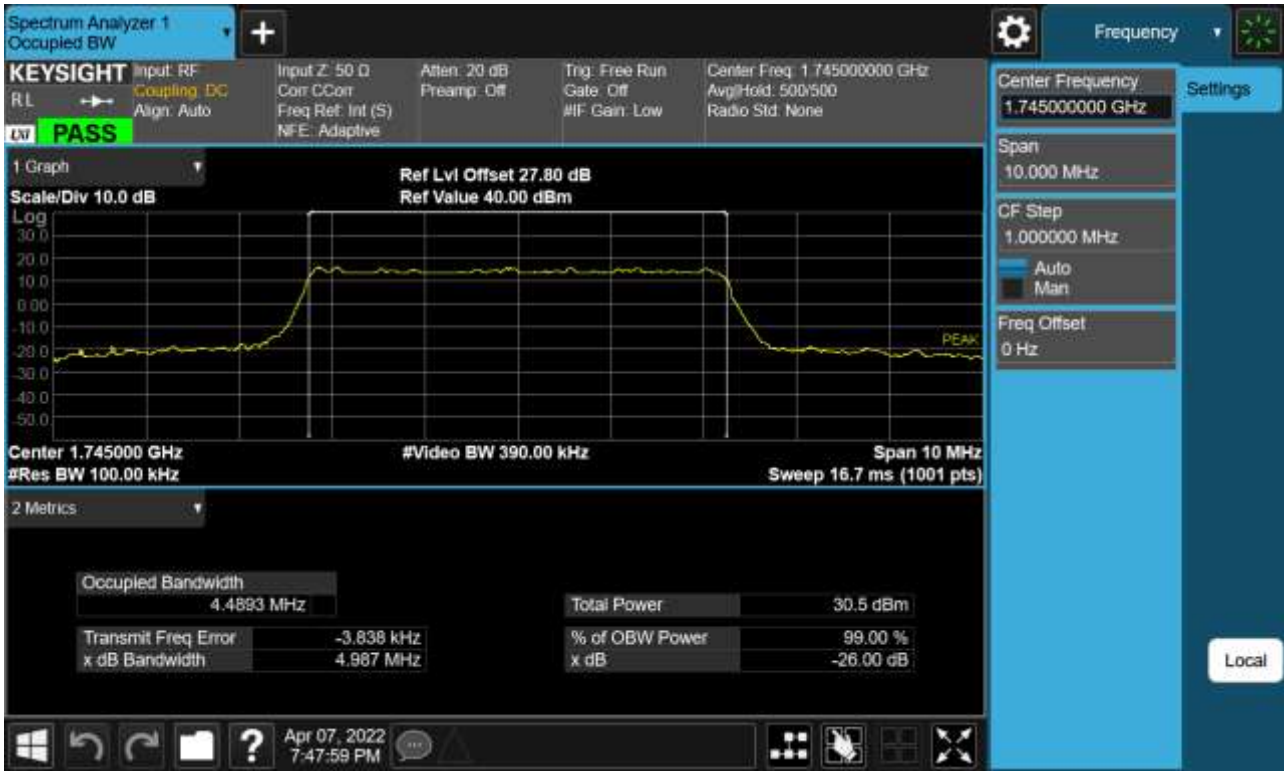 Spectrum Analyzer 1
Occupied BW
+
Frequency
KEYSIGHT
RL
LXI
PASS
Input: RF
Coupling: DC
Align: Auto
Input Z: 50 Ω
Corr CCorr
Freq Ref: Int (S)
NFE: Adaptive
Atten: 20 dB
Preamp: Off
Trig: Free Run
Gate: Off
#IF Gain: Low
Center Freq: 1.745000000 GHz
Avg|Hold: 500/500
Radio Std: None
Center Frequency
1.745000000 GHz
Settings
Span
10.000 MHz
CF Step
1.000000 MHz
Auto
Man
Freq Offset
0 Hz
Local
1 Graph
Scale/Div 10.0 dB
Ref Lvl Offset 27.80 dB
Ref Value 40.00 dBm
Log
30.0
20.0
10.0
0.00
-10.0
-20.0
-30.0
-40.0
-50.0
PEAK
Center 1.745000 GHz
#Video BW 390.00 kHz
Span 10 MHz
#Res BW 100.00 kHz
Sweep 16.7 ms (1001 pts)
2 Metrics
Occupied Bandwidth
4.4893 MHz
Total Power 30.5 dBm
Transmit Freq Error -3.838 kHz
% of OBW Power 99.00 %
x dB Bandwidth 4.987 MHz
x dB -26.00 dB
?
Apr 07, 2022
7:47:59 PM